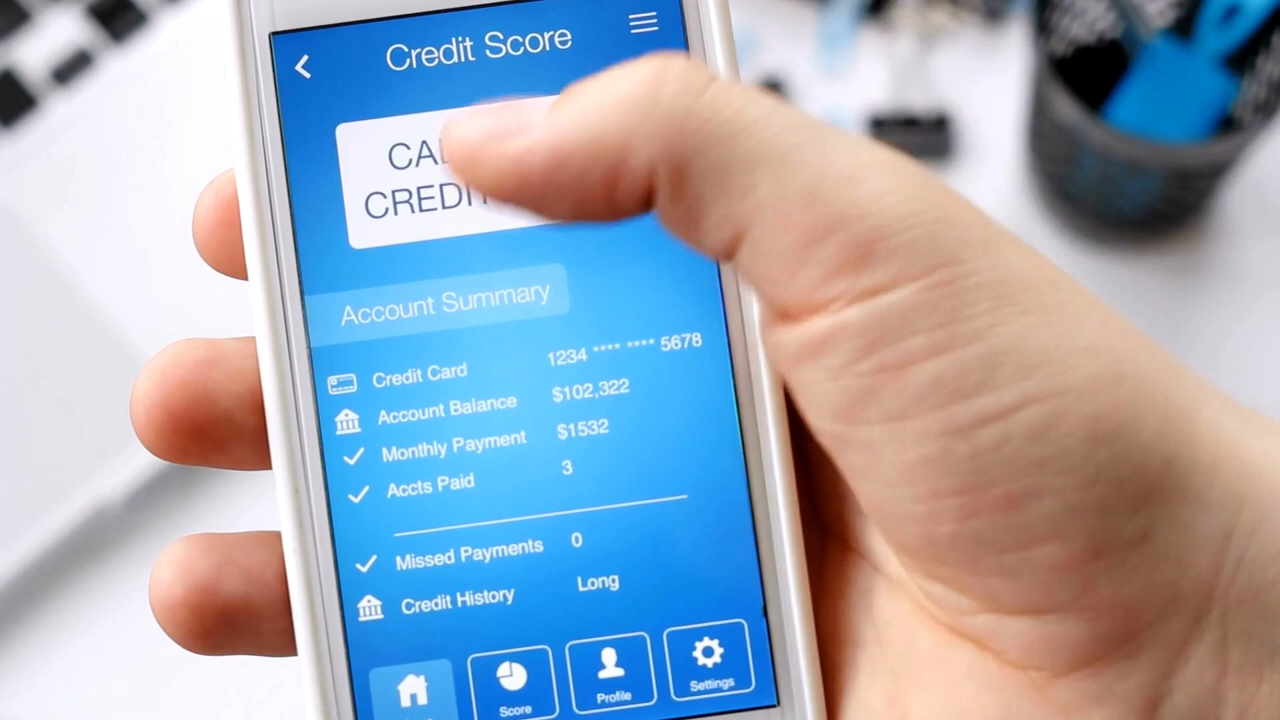 Credit Score
Account Summary
Credit Card 1234 **** **** 5678
Account Balance $102,322
Monthly Payment $1532
Accts Paid 3
Missed Payments 0
Credit History Long
Score Profile Settings